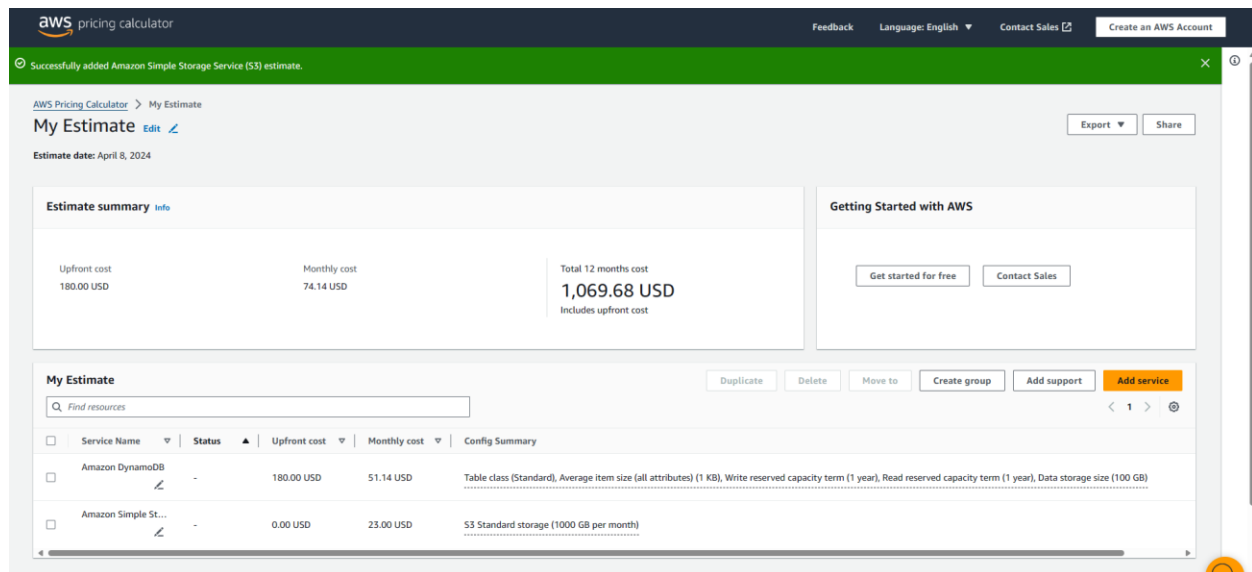 aws pricing calculator
Feedback Language: English Contact Sales Create an AWS Account
Successfully added Amazon Simple Storage Service (S3) estimate.
AWS Pricing Calculator > My Estimate
My Estimate Edit
Export Share
Estimate date: April 8, 2024
Estimate summary Info
Getting Started with AWS
Upfront cost Monthly cost Total 12 months cost
180.00 USD 74.14 USD 1,069.68 USD
Includes upfront cost
Get started for free Contact Sales
My Estimate Duplicate Delete Move to Create group Add support Add service
Find resources
1
Service Name Status Upfront cost Monthly cost Config Summary
Amazon DynamoDB - 180.00 USD 51.14 USD Table class (Standard), Average item size (all attributes) (1 KB), Write reserved capacity term (1 year), Read reserved capacity term (1 year), Data storage size (100 GB)
Amazon Simple St... - 0.00 USD 23.00 USD S3 Standard storage (1000 GB per month)